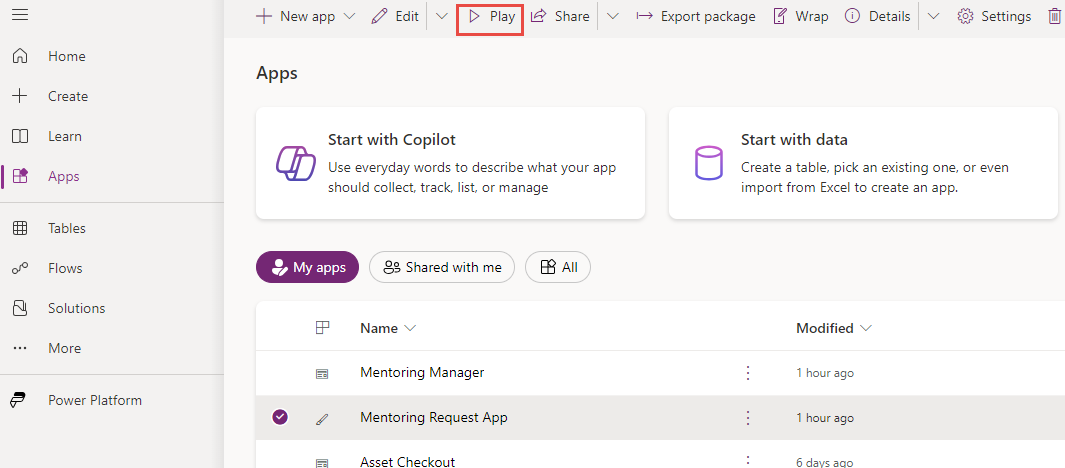 New app Edit Play Share Export package Wrap Details Settings
Home
Create
Learn
Apps
Tables
Flows
Solutions
More
Power Platform
Apps
Start with Copilot
Use everyday words to describe what your app
should collect, track, list, or manage
Start with data
Create a table, pick an existing one, or even
import from Excel to create an app.
My apps Shared with me All
Name Modified
Mentoring Manager 1 hour ago
Mentoring Request App 1 hour ago
Asset Checkout 6 days ago